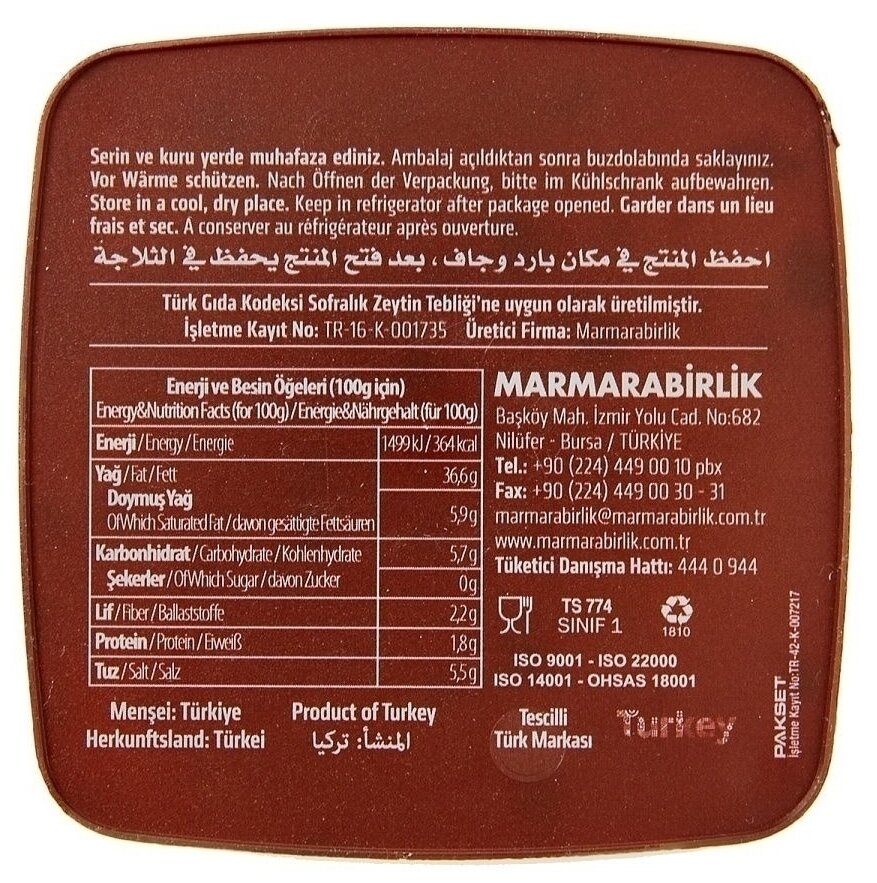 Serin ve kuru yerde muhafaza ediniz. Ambalaj açıldıktan sonra buzdolabında saklayınız.
Vor Wärme schützen. Nach Öffnen der Verpackung, bitte im Kühlschrank aufbewahren.
Store in a cool, dry place. Keep in refrigerator after package opened. Garder dans un lieu
frais et sec. A conserver au réfrigérateur après ouverture.
احفظ المنتج في مكان بارد وجاف ، بعد فتح المنتج يحفظ في الثلاجة
Türk Gıda Kodeksi Sofralık Zeytin Tebliği'ne uygun olarak üretilmiştir.
İşletme Kayıt No: TR-16-K-001735 Üretici Firma: Marmarabirlik
Enerji ve Besin Öğeleri (100g için)
Energy&Nutrition Facts (for 100g) / Energie&Nährgehalt (für 100g)
Enerji / Energy / Energie 1499 kJ / 364 kcal
Yağ / Fat / Fett 36,6 g
Doymuş Yağ
Of Which Saturated Fat / davon gesättigte Fettsäuren 5,9 g
Karbonhidrat / Carbohydrate / Kohlenhydrate 5,7 g
Şekerler / Of Which Sugar / davon Zucker 0 g
Lif / Fiber / Ballaststoffe 2,2 g
Protein / Protein / Eiweiß 1,8 g
Tuz / Salt / Salz 5,5 g
MARMARABİRLİK
Başköy Mah. İzmir Yolu Cad. No:682
Nilüfer - Bursa / TÜRKİYE
Tel.: +90 (224) 449 00 10 pbx
Fax: +90 (224) 449 00 30 - 31
marmarabirlik@marmarabirlik.com.tr
www.marmarabirlik.com.tr
Tüketici Danışma Hattı: 444 0 944
TS 774
SINIF 1
1810
ISO 9001 - ISO 22000
ISO 14001 - OHSAS 18001
Menşei: Türkiye
Herkunftsland: Türkei
Product of Turkey
المنشأ: تركيا
Tescilli
Türk Markası
Turkey
PAKSET
İşletme Kayıt No:TR-42-K-007217